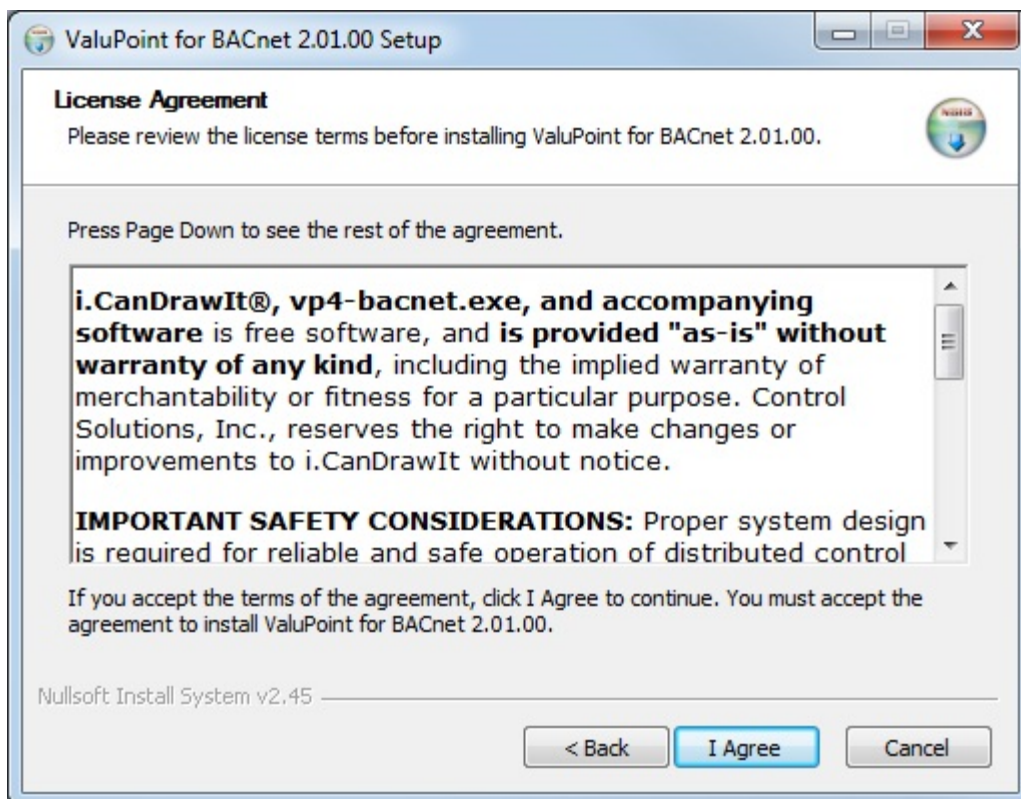 ValuPoint for BACnet 2.01.00 Setup
License Agreement
Please review the license terms before installing ValuPoint for BACnet 2.01.00.
Press Page Down to see the rest of the agreement.
i.CanDrawIt®, vp4-bacnet.exe, and accompanying
software is free software, and is provided "as-is" without
warranty of any kind, including the implied warranty of
merchantability or fitness for a particular purpose. Control
Solutions, Inc., reserves the right to make changes or
improvements to i.CanDrawIt without notice.
IMPORTANT SAFETY CONSIDERATIONS: Proper system design
is required for reliable and safe operation of distributed control
If you accept the terms of the agreement, click I Agree to continue. You must accept the
agreement to install ValuPoint for BACnet 2.01.00.
Nullsoft Install System v2.45
< Back
I Agree
Cancel